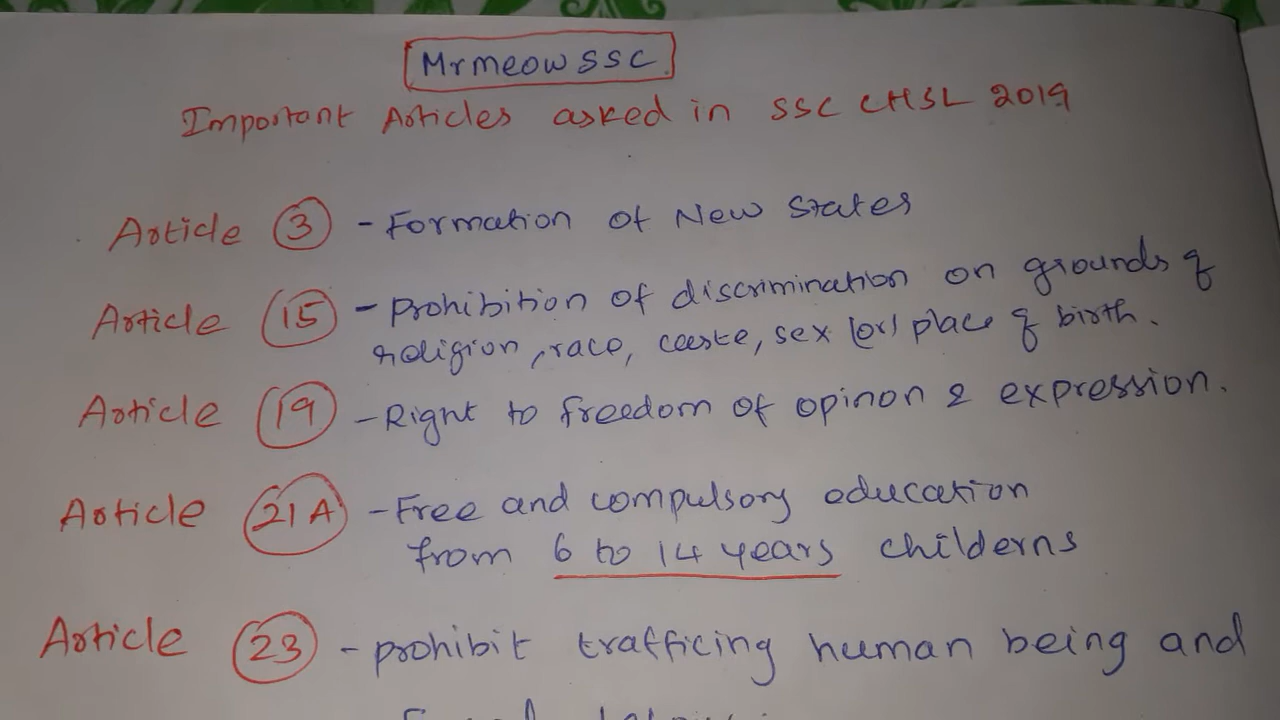 Mrmeow SSC
Important Articles asked in SSC CHSL 2019
Article 3 - Formation of New States
Article 15 - Prohibition of discrimination on grounds of
religion, race, caste, sex (or) place of birth.
Article 19 - Right to freedom of opinon & expression.
Article 21A - Free and compulsory education
from 6 to 14 years childerns
Article 23 - prohibit trafficing human being and